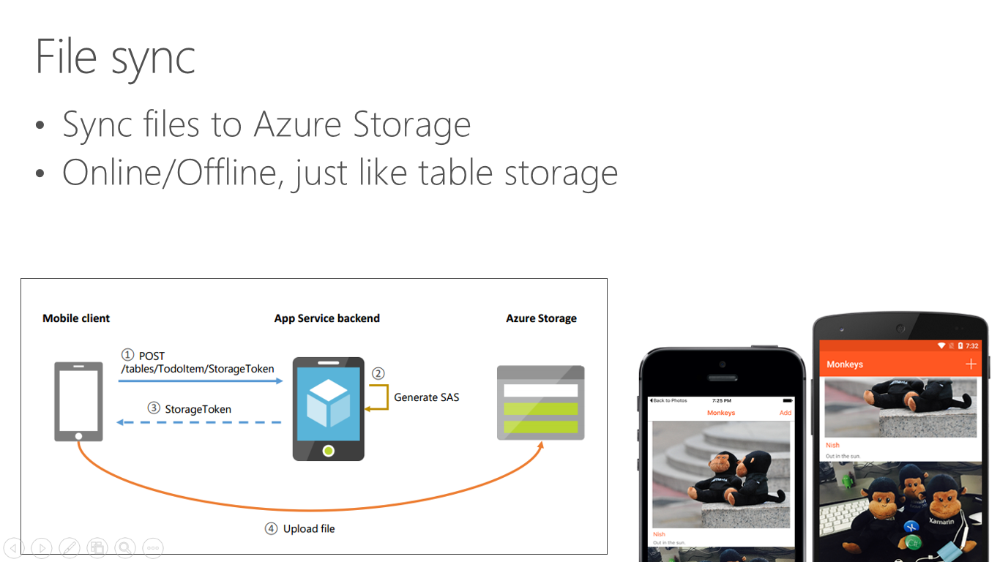 File sync
• Sync files to Azure Storage
• Online/Offline, just like table storage
Mobile client
App Service backend
Azure Storage
① POST
/tables/TodoItem/StorageToken
②
Generate SAS
③ StorageToken
④ Upload file
Back to Photos
7:25 PM
Monkeys
Add
Nish
Out in the sun.
7:32
Monkeys
Nish
Out in the sun.
Xamarin